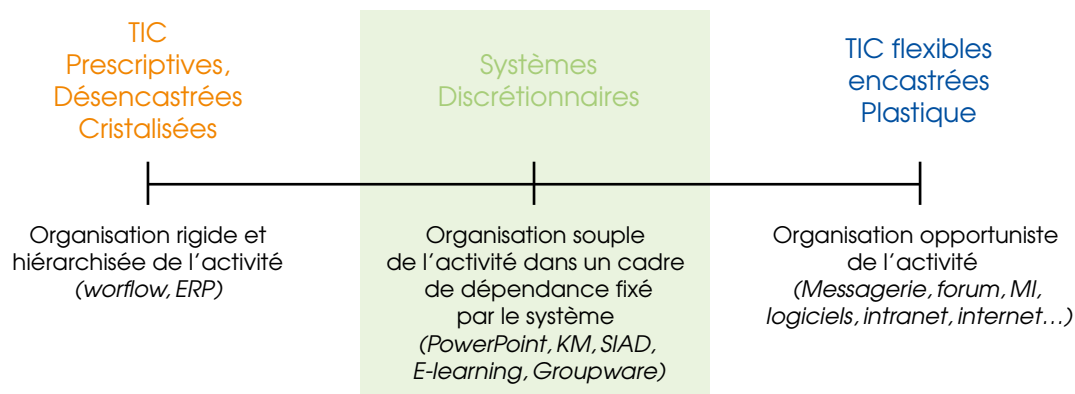 TIC
Prescriptives,
Désencastrées
Cristalisées
Organisation rigide et
hiérarchisée de l'activité
(worflow, ERP)
Systèmes
Discrétionnaires
Organisation souple
de l'activité dans un cadre
de dépendance fixé
par le système
(PowerPoint, KM, SIAD,
E-learning, Groupware)
TIC flexibles
encastrées
Plastique
Organisation opportuniste
de l'activité
(Messagerie, forum, MI,
logiciels, intranet, internet...)